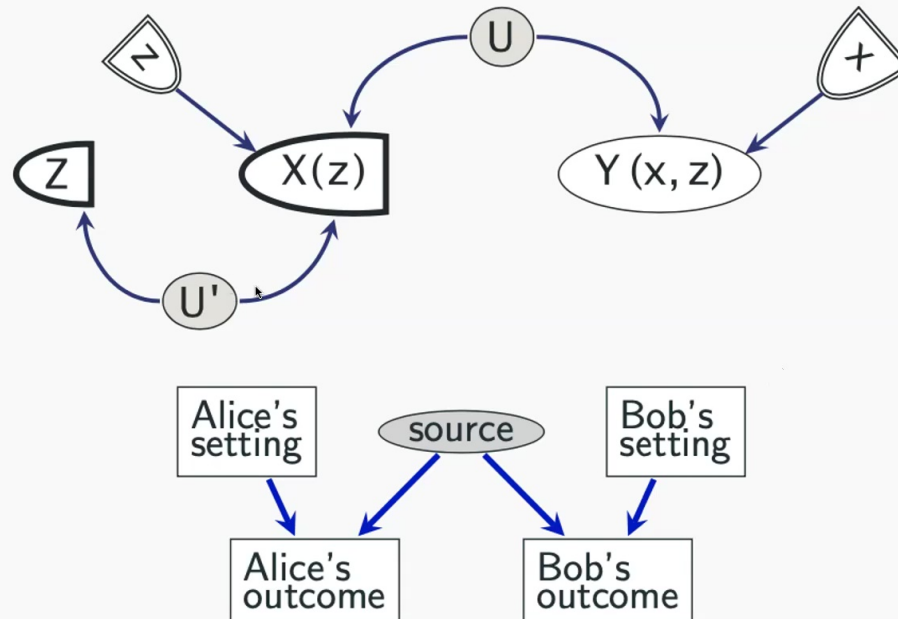 U
z
x
Z
X(z)
Y(x, z)
U'
Alice's
setting
source
Bob's
setting
Alice's
outcome
Bob's
outcome